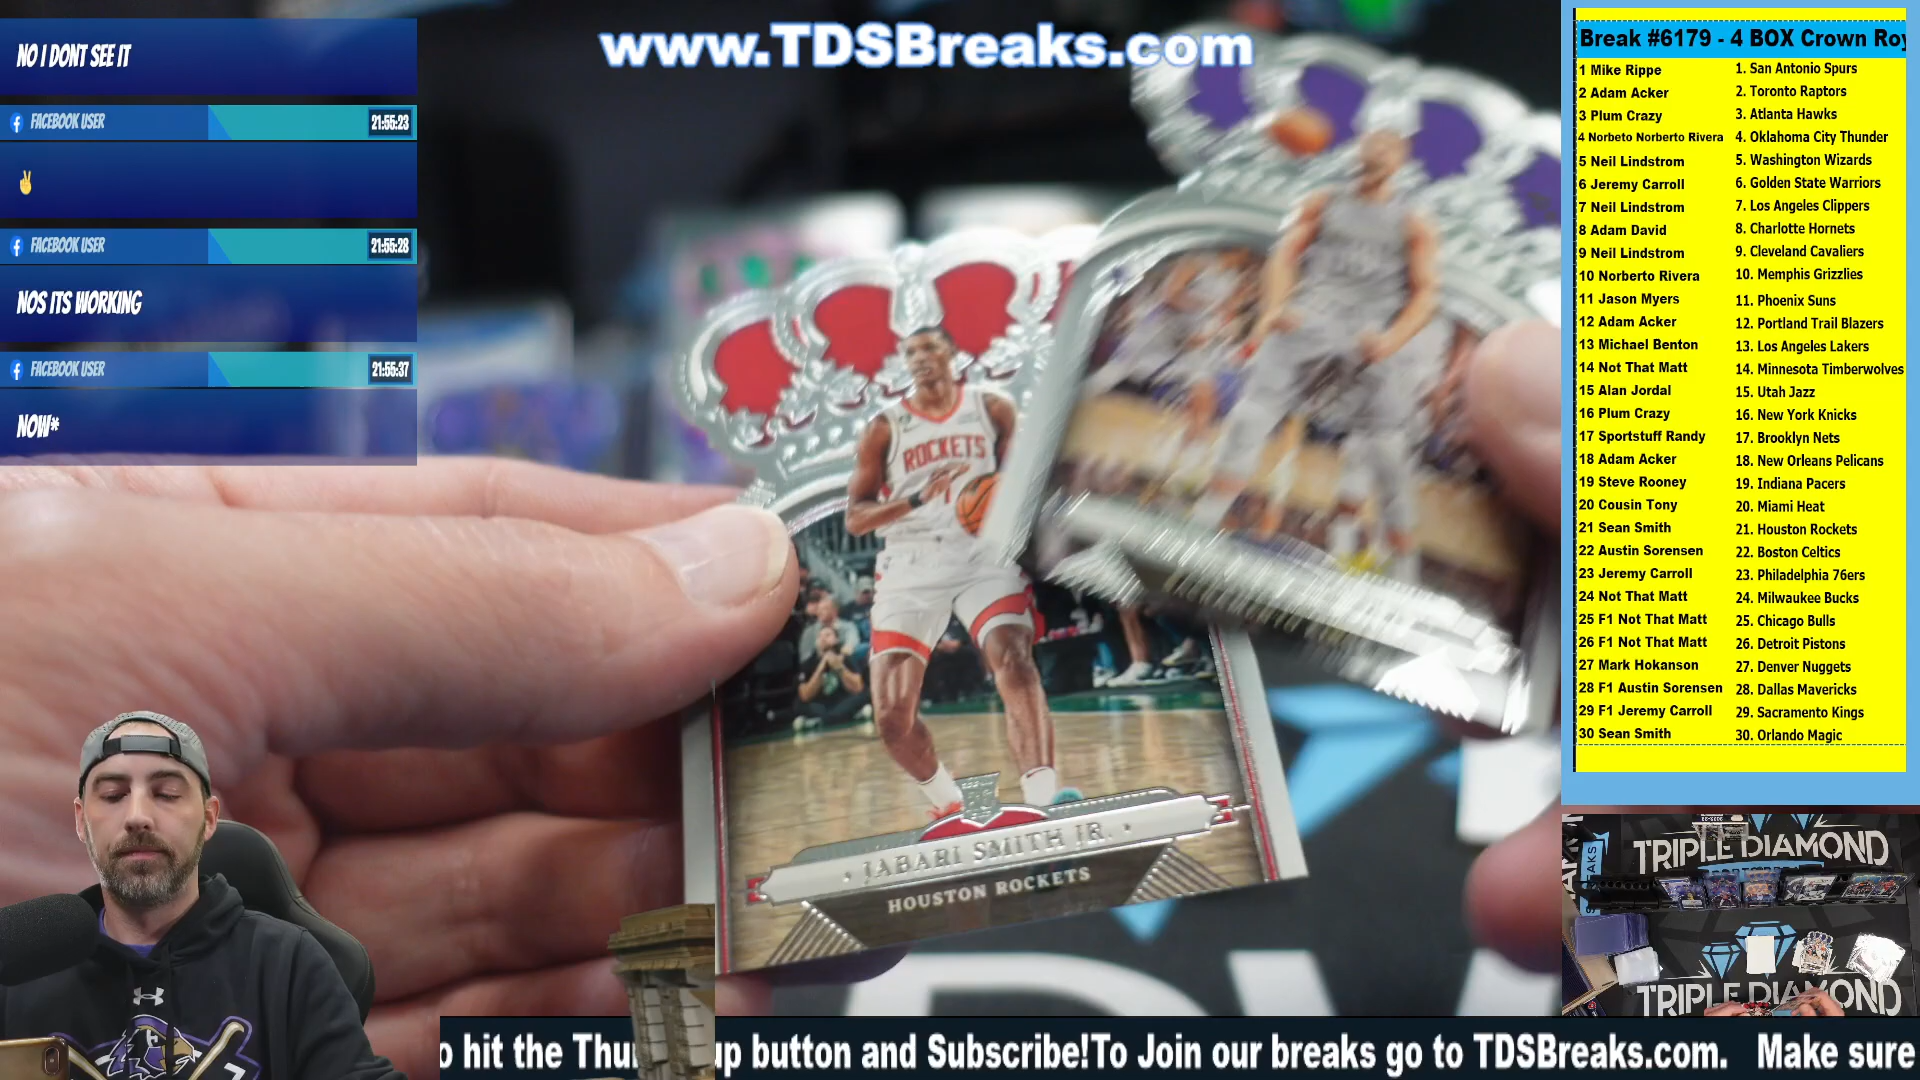 www.TDSBreaks.com
NO I DONT SEE IT
FACEBOOK USER 21:55:23
✌
FACEBOOK USER 21:55:28
NOS ITS WORKING
FACEBOOK USER 21:55:37
NOW*
Break #6179 - 4 BOX Crown Roy
1 Mike Rippe 1. San Antonio Spurs
2 Adam Acker 2. Toronto Raptors
3 Plum Crazy 3. Atlanta Hawks
4 Norbeto Norberto Rivera 4. Oklahoma City Thunder
5 Neil Lindstrom 5. Washington Wizards
6 Jeremy Carroll 6. Golden State Warriors
7 Neil Lindstrom 7. Los Angeles Clippers
8 Adam David 8. Charlotte Hornets
9 Neil Lindstrom 9. Cleveland Cavaliers
10 Norberto Rivera 10. Memphis Grizzlies
11 Jason Myers 11. Phoenix Suns
12 Adam Acker 12. Portland Trail Blazers
13 Michael Benton 13. Los Angeles Lakers
14 Not That Matt 14. Minnesota Timberwolves
15 Alan Jordal 15. Utah Jazz
16 Plum Crazy 16. New York Knicks
17 Sportstuff Randy 17. Brooklyn Nets
18 Adam Acker 18. New Orleans Pelicans
19 Steve Rooney 19. Indiana Pacers
20 Cousin Tony 20. Miami Heat
21 Sean Smith 21. Houston Rockets
22 Austin Sorensen 22. Boston Celtics
23 Jeremy Carroll 23. Philadelphia 76ers
24 Not That Matt 24. Milwaukee Bucks
25 F1 Not That Matt 25. Chicago Bulls
26 F1 Not That Matt 26. Detroit Pistons
27 Mark Hokanson 27. Denver Nuggets
28 F1 Austin Sorensen 28. Dallas Mavericks
29 F1 Jeremy Carroll 29. Sacramento Kings
30 Sean Smith 30. Orlando Magic
ROCKETS
· JABARI SMITH JR. ·
HOUSTON ROCKETS
TRIPLE DIAMOND
TRIPLE DIAMOND
o hit the Thu up button and Subscribe!To Join our breaks go to TDSBreaks.com. Make sure